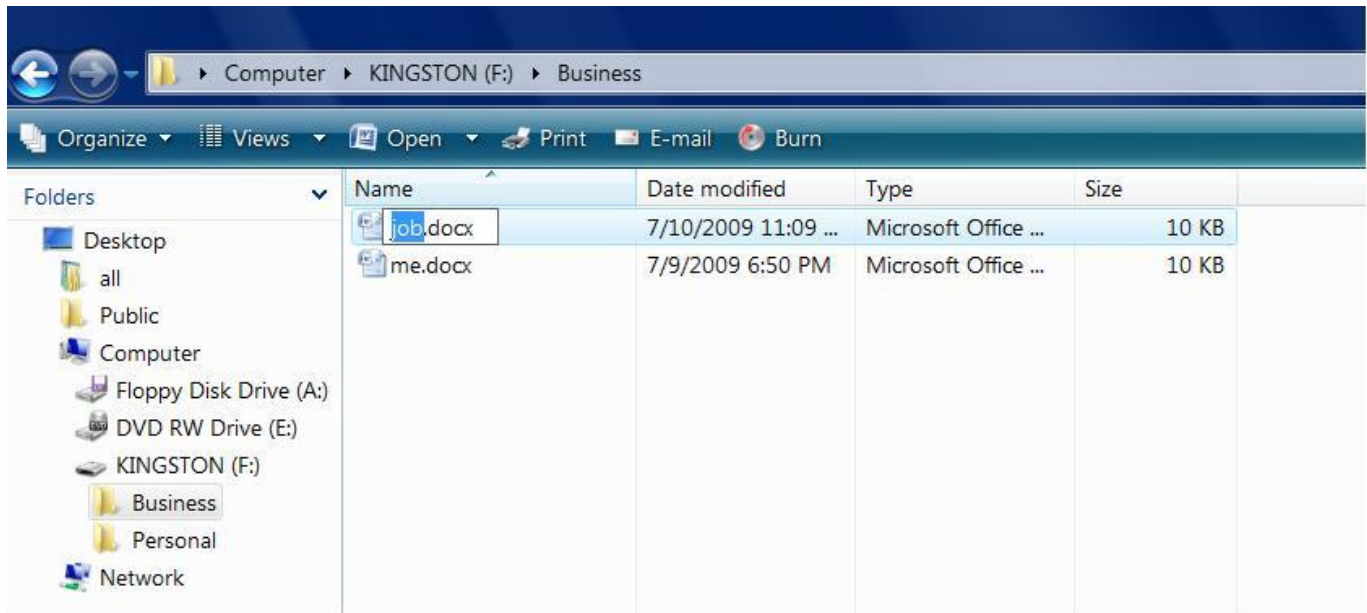 Computer KINGSTON (F:) Business
Organize Views Open Print E-mail Burn
Folders
Desktop
all
Public
Computer
Floppy Disk Drive (A:)
DVD RW Drive (E:)
KINGSTON (F:)
Business
Personal
Network
Name Date modified Type Size
job.docx 7/10/2009 11:09 ... Microsoft Office ... 10 KB
me.docx 7/9/2009 6:50 PM Microsoft Office ... 10 KB